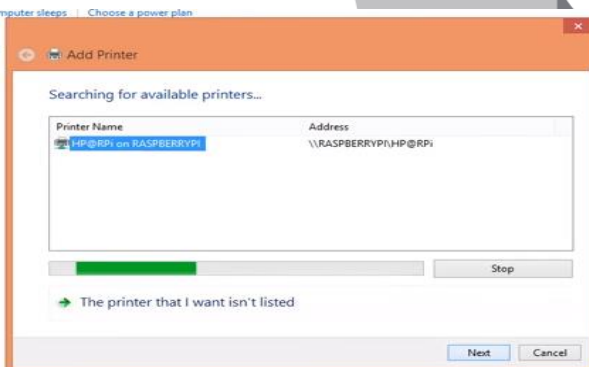 mputer sleeps | Choose a power plan
Add Printer
Searching for available printers...
Printer Name Address
HP@RPi on RASPBERRYPI \\RASPBERRYPI\HP@RPi
Stop
The printer that I want isn't listed
Next Cancel